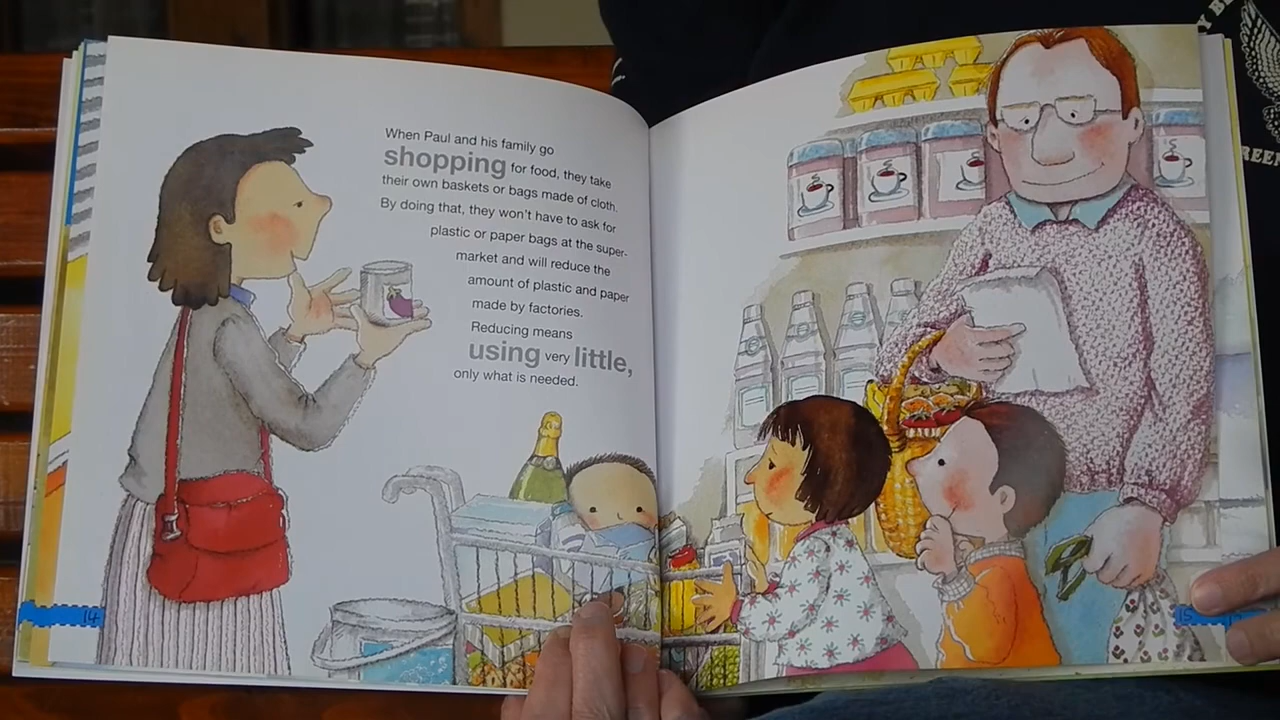 When Paul and his family go
shopping for food, they take
their own baskets or bags made of cloth.
By doing that, they won't have to ask for
plastic or paper bags at the super-
market and will reduce the
amount of plastic and paper
made by factories.
Reducing means
using very little,
only what is needed.
14
15